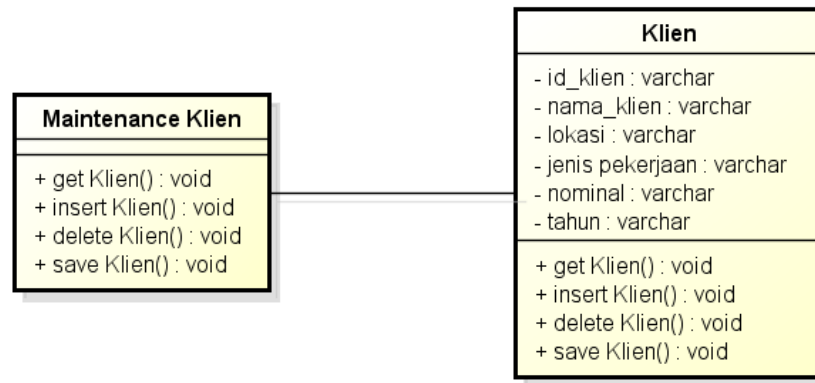 Maintenance Klien
+ get Klien() : void
+ insert Klien() : void
+ delete Klien() : void
+ save Klien() : void
Klien
- id_klien : varchar
- nama_klien : varchar
- lokasi : varchar
- jenis pekerjaan : varchar
- nominal : varchar
- tahun : varchar
+ get Klien() : void
+ insert Klien() : void
+ delete Klien() : void
+ save Klien() : void